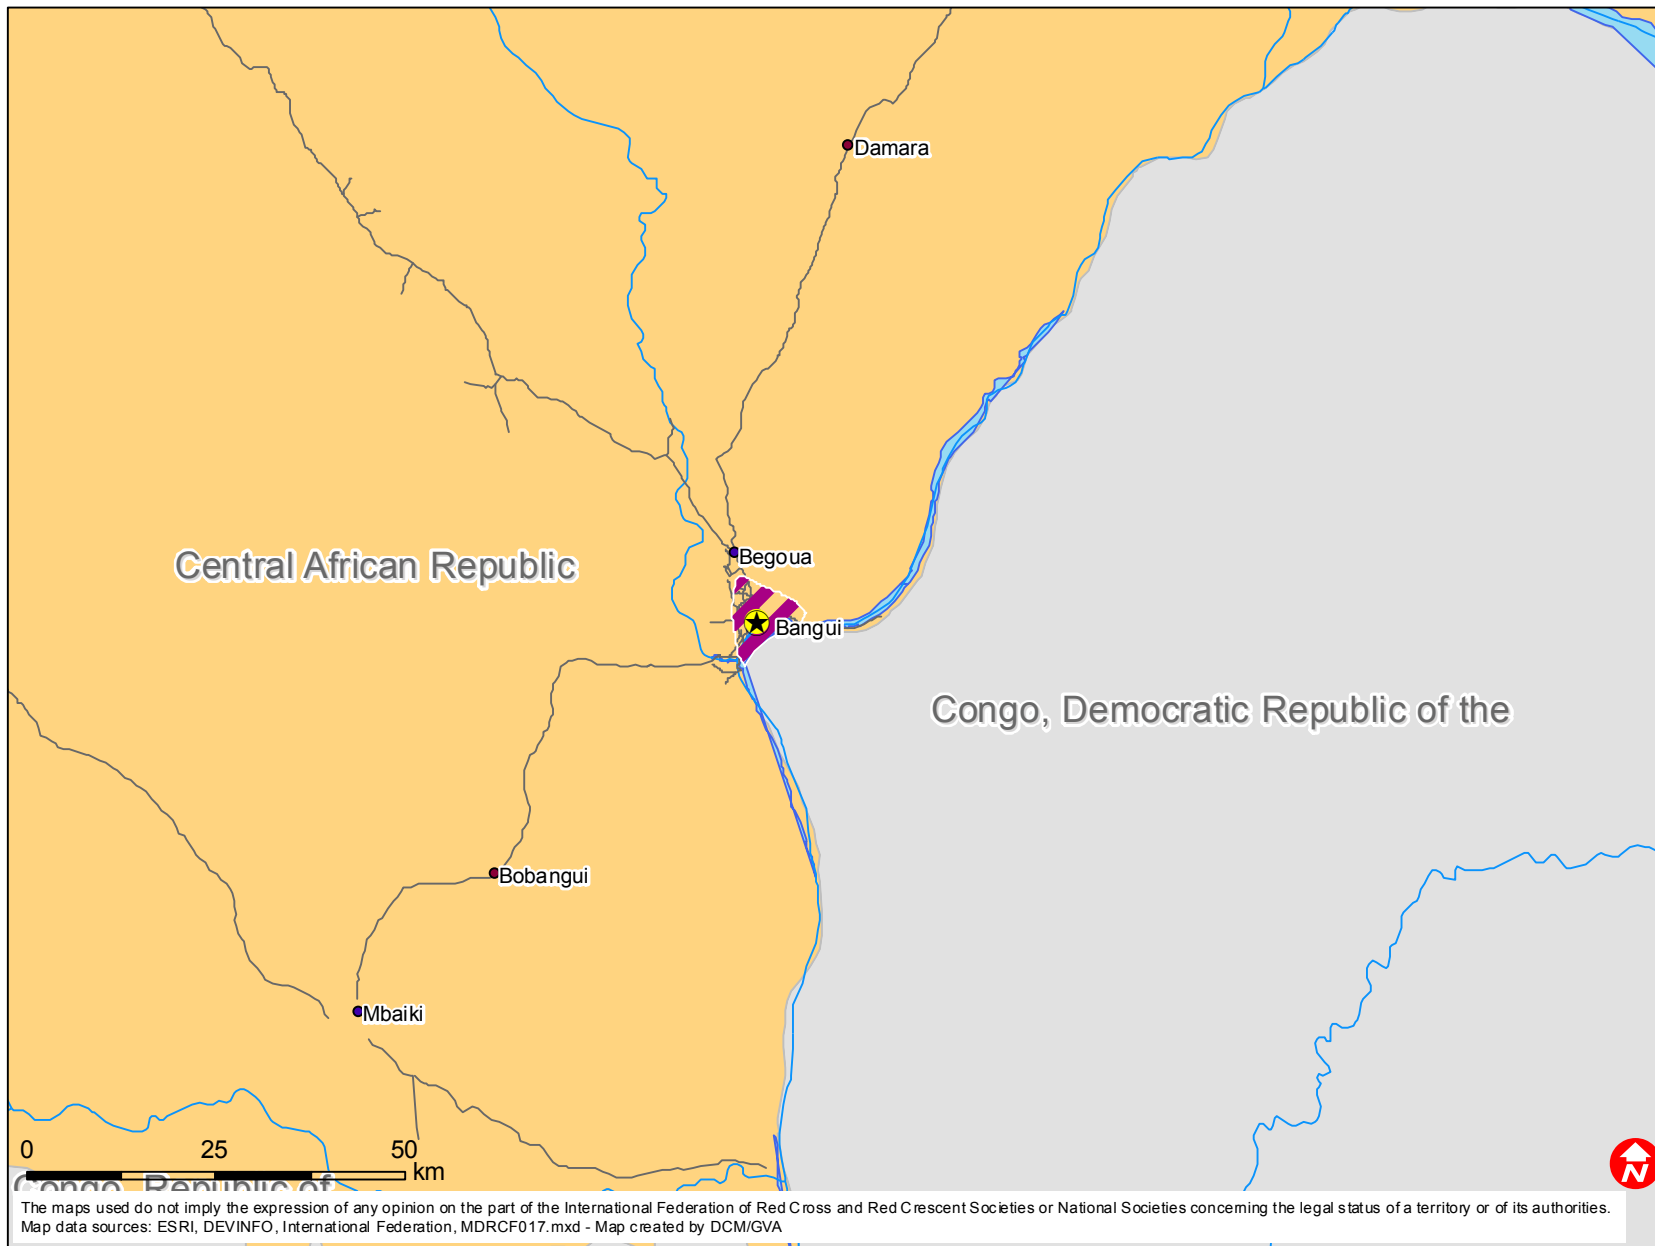 Damara
Begoua
Central African Republic
Bangui
Congo, Democratic Republic of the
Bobangui
Mbaiki
0 25 50
km
Congo, Republic of
N
The maps used do not imply the expression of any opinion on the part of the International Federation of Red Cross and Red Crescent Societies or National Societies concerning the legal status of a territory or of its authorities.
Map data sources: ESRI, DEVINFO, International Federation, MDRCF017.mxd - Map created by DCM/GVA